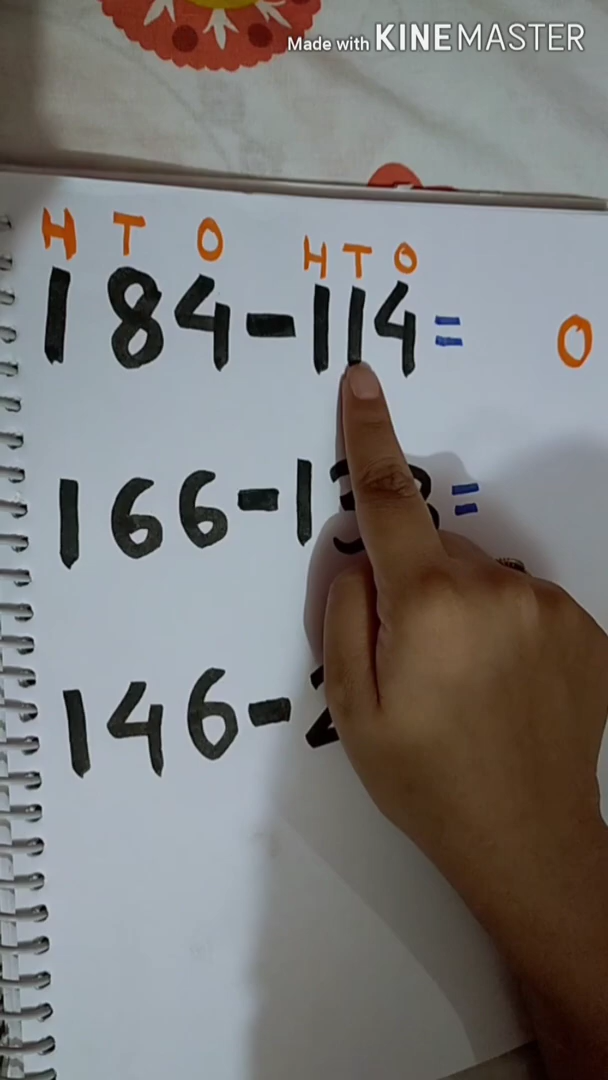 Made with KINEMASTER
H T O H T O
184-114= 0
166-1 =
146-